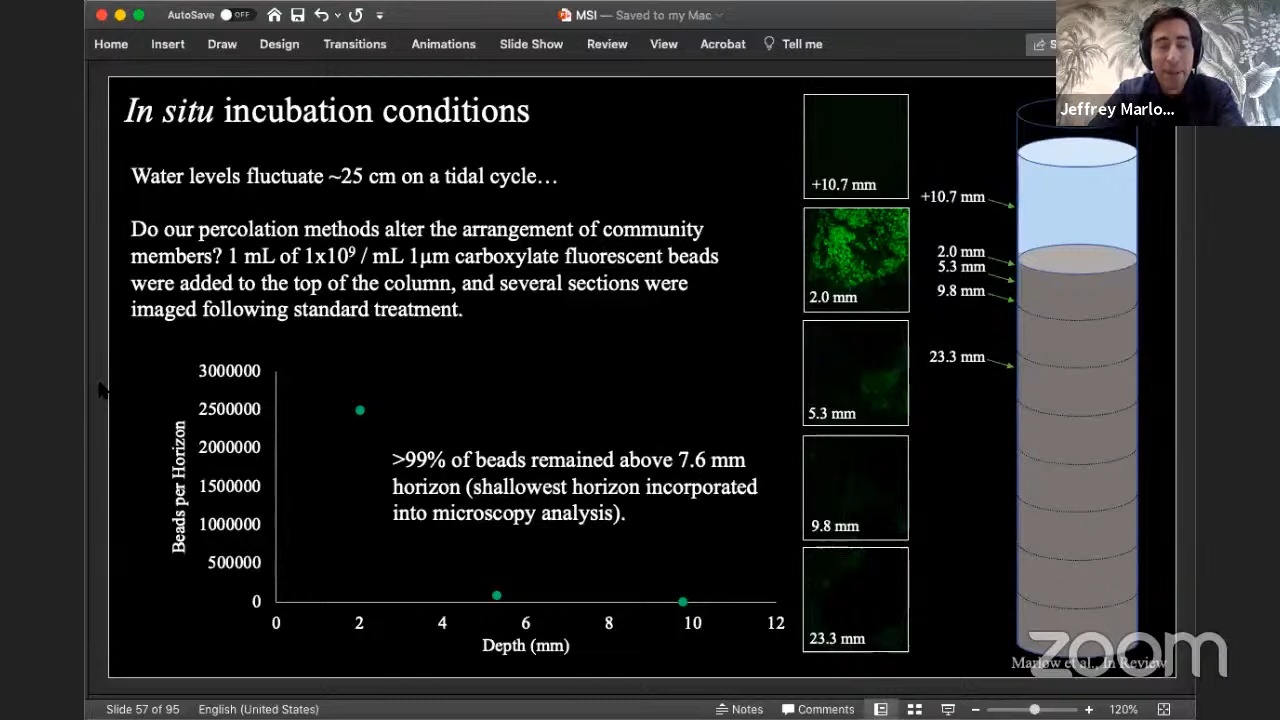 AutoSave OFF
MSI — Saved to my Mac
Home Insert Draw Design Transitions Animations Slide Show Review View Acrobat Tell me
Jeffrey Marlo...
In situ incubation conditions
Water levels fluctuate ~25 cm on a tidal cycle…
Do our percolation methods alter the arrangement of community
members? 1 mL of 1x10⁹ / mL 1μm carboxylate fluorescent beads
were added to the top of the column, and several sections were
imaged following standard treatment.
3000000
2500000
2000000
1500000
1000000
500000
0
Beads per Horizon
0 2 4 6 8 10 12
Depth (mm)
>99% of beads remained above 7.6 mm
horizon (shallowest horizon incorporated
into microscopy analysis).
+10.7 mm
2.0 mm
5.3 mm
9.8 mm
23.3 mm
+10.7 mm
2.0 mm
5.3 mm
9.8 mm
23.3 mm
zoom
Marlow et al., In Review
Slide 57 of 95 English (United States) Notes Comments 120%